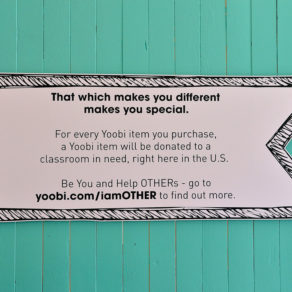 That which makes you different
makes you special.
For every Yoobi item you purchase,
a Yoobi item will be donated to a
classroom in need, right here in the U.S.
Be You and Help OTHERs - go to
yoobi.com/iamOTHER to find out more.